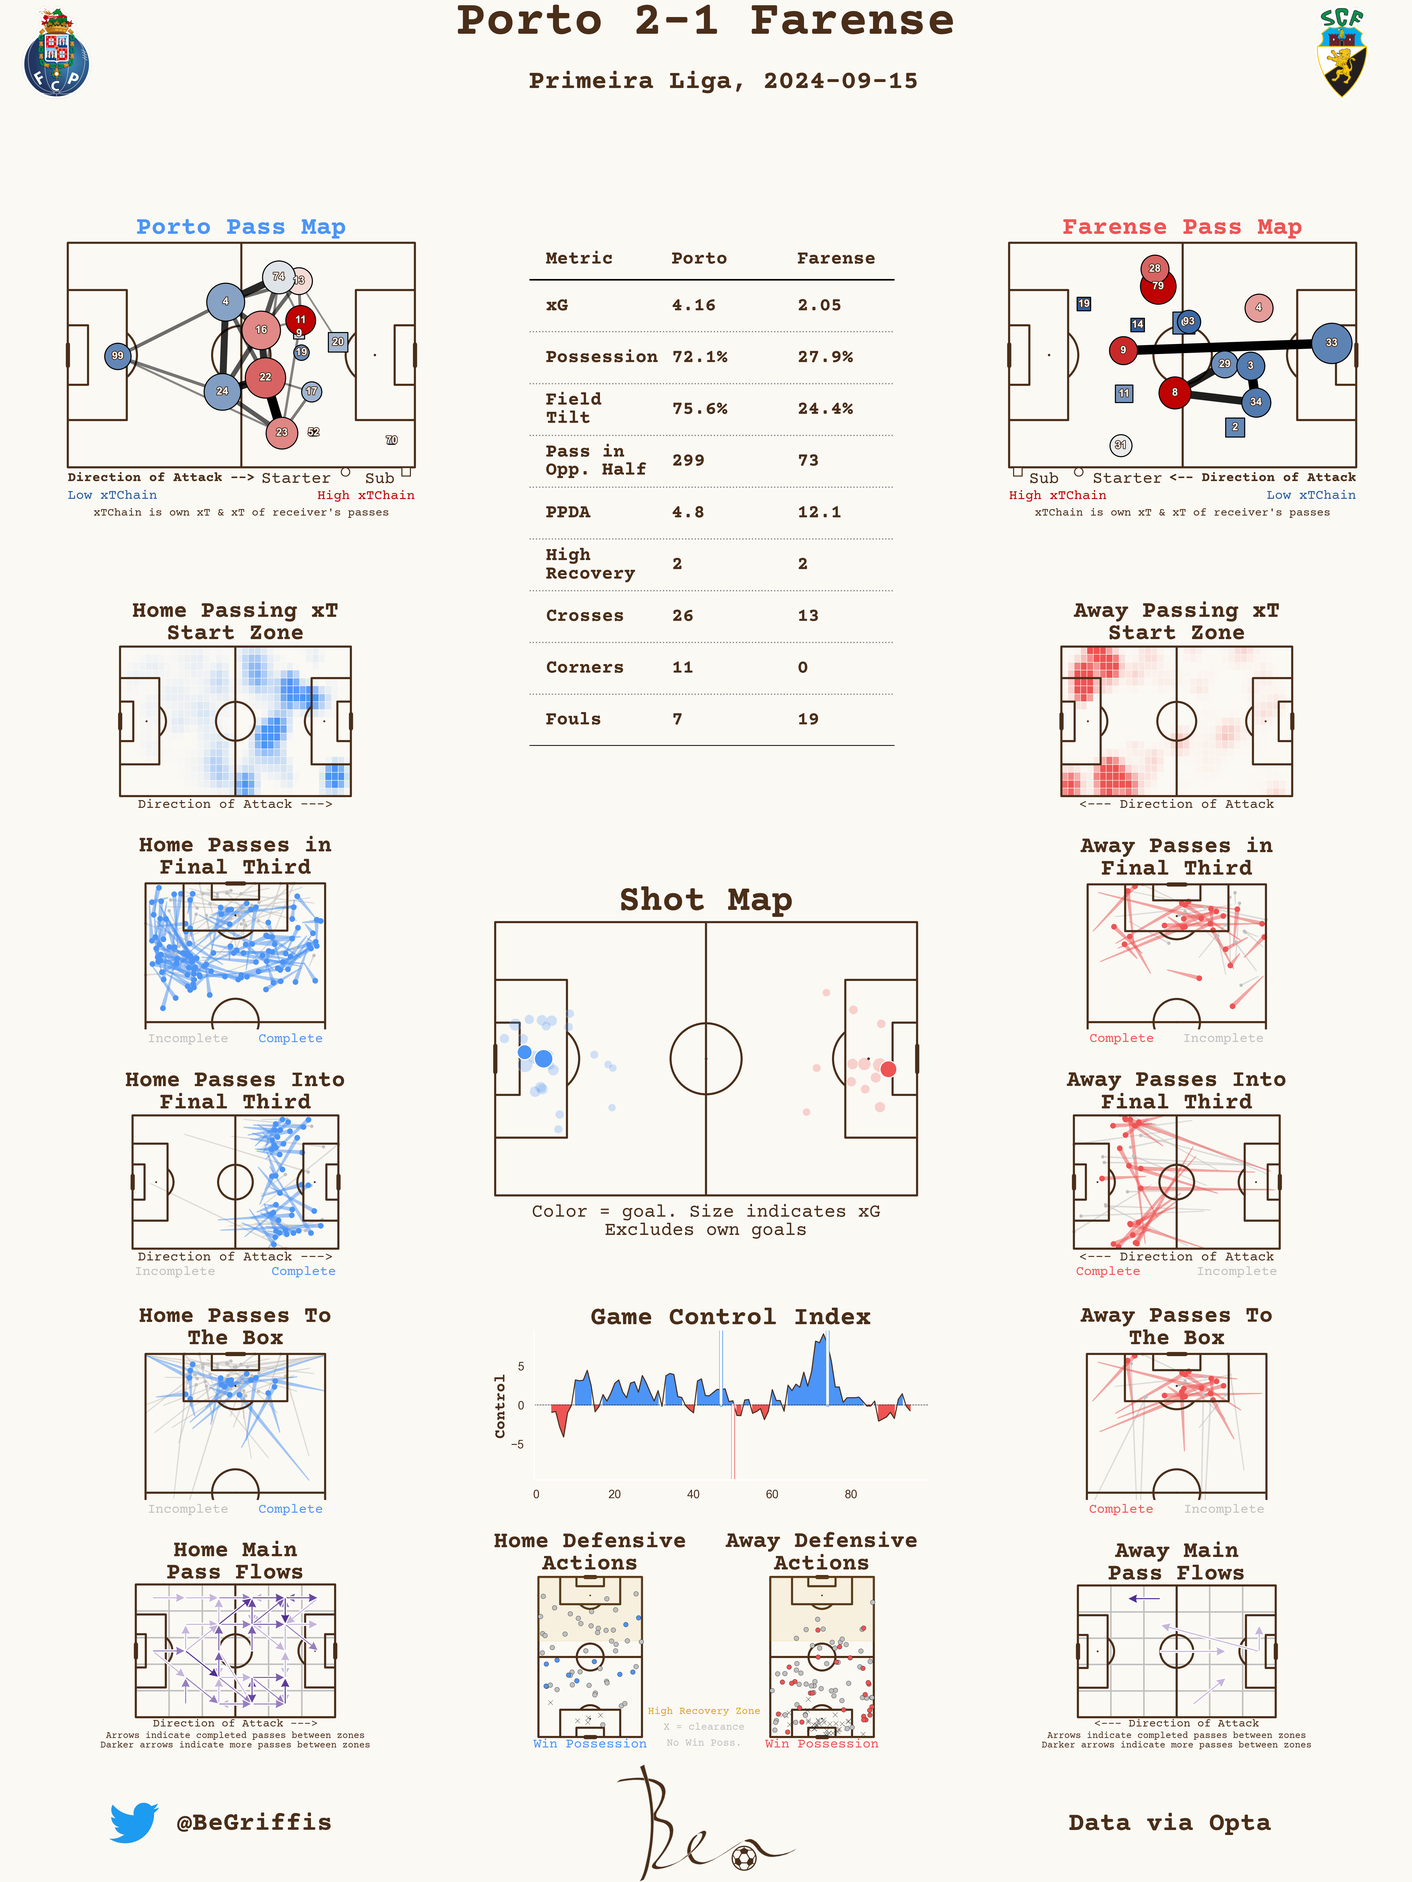 Porto 2-1 Farense
Primeira Liga, 2024-09-15
F C P
SCF
Porto Pass Map
74
13
4
16
11
9
20
19
99
22
24
17
23
52
70
Direction of Attack --> Starter Sub
Low xTChain High xTChain
xTChain is own xT & xT of receiver's passes
Metric Porto Farense
xG 4.16 2.05
Possession 72.1% 27.9%
Field
Tilt 75.6% 24.4%
Pass in
Opp. Half 299 73
PPDA 4.8 12.1
High
Recovery 2 2
Crosses 26 13
Corners 11 0
Fouls 7 19
Farense Pass Map
28
79
19
4
14
93
9
33
29
3
11
8
34
2
31
Sub Starter <-- Direction of Attack
High xTChain Low xTChain
xTChain is own xT & xT of receiver's passes
Home Passing xT
Start Zone
Direction of Attack --->
Away Passing xT
Start Zone
<--- Direction of Attack
Home Passes in
Final Third
Incomplete Complete
Away Passes in
Final Third
Complete Incomplete
Shot Map
Color = goal. Size indicates xG
Excludes own goals
Home Passes Into
Final Third
Direction of Attack --->
Incomplete Complete
Away Passes Into
Final Third
<--- Direction of Attack
Complete Incomplete
Home Passes To
The Box
Incomplete Complete
Game Control Index
Control
5
0
−5
0 20 40 60 80
Away Passes To
The Box
Complete Incomplete
Home Main
Pass Flows
Direction of Attack --->
Arrows indicate completed passes between zones
Darker arrows indicate more passes between zones
Home Defensive
Actions
Win Possession
High Recovery Zone
X = clearance
No Win Poss.
Away Defensive
Actions
Win Possession
Away Main
Pass Flows
<--- Direction of Attack
Arrows indicate completed passes between zones
Darker arrows indicate more passes between zones
@BeGriffis
Ben
Data via Opta